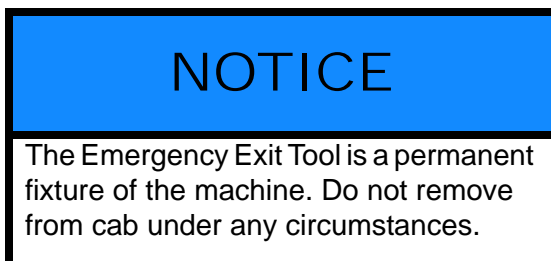 NOTICE
The Emergency Exit Tool is a permanent
fixture of the machine. Do not remove
from cab under any circumstances.